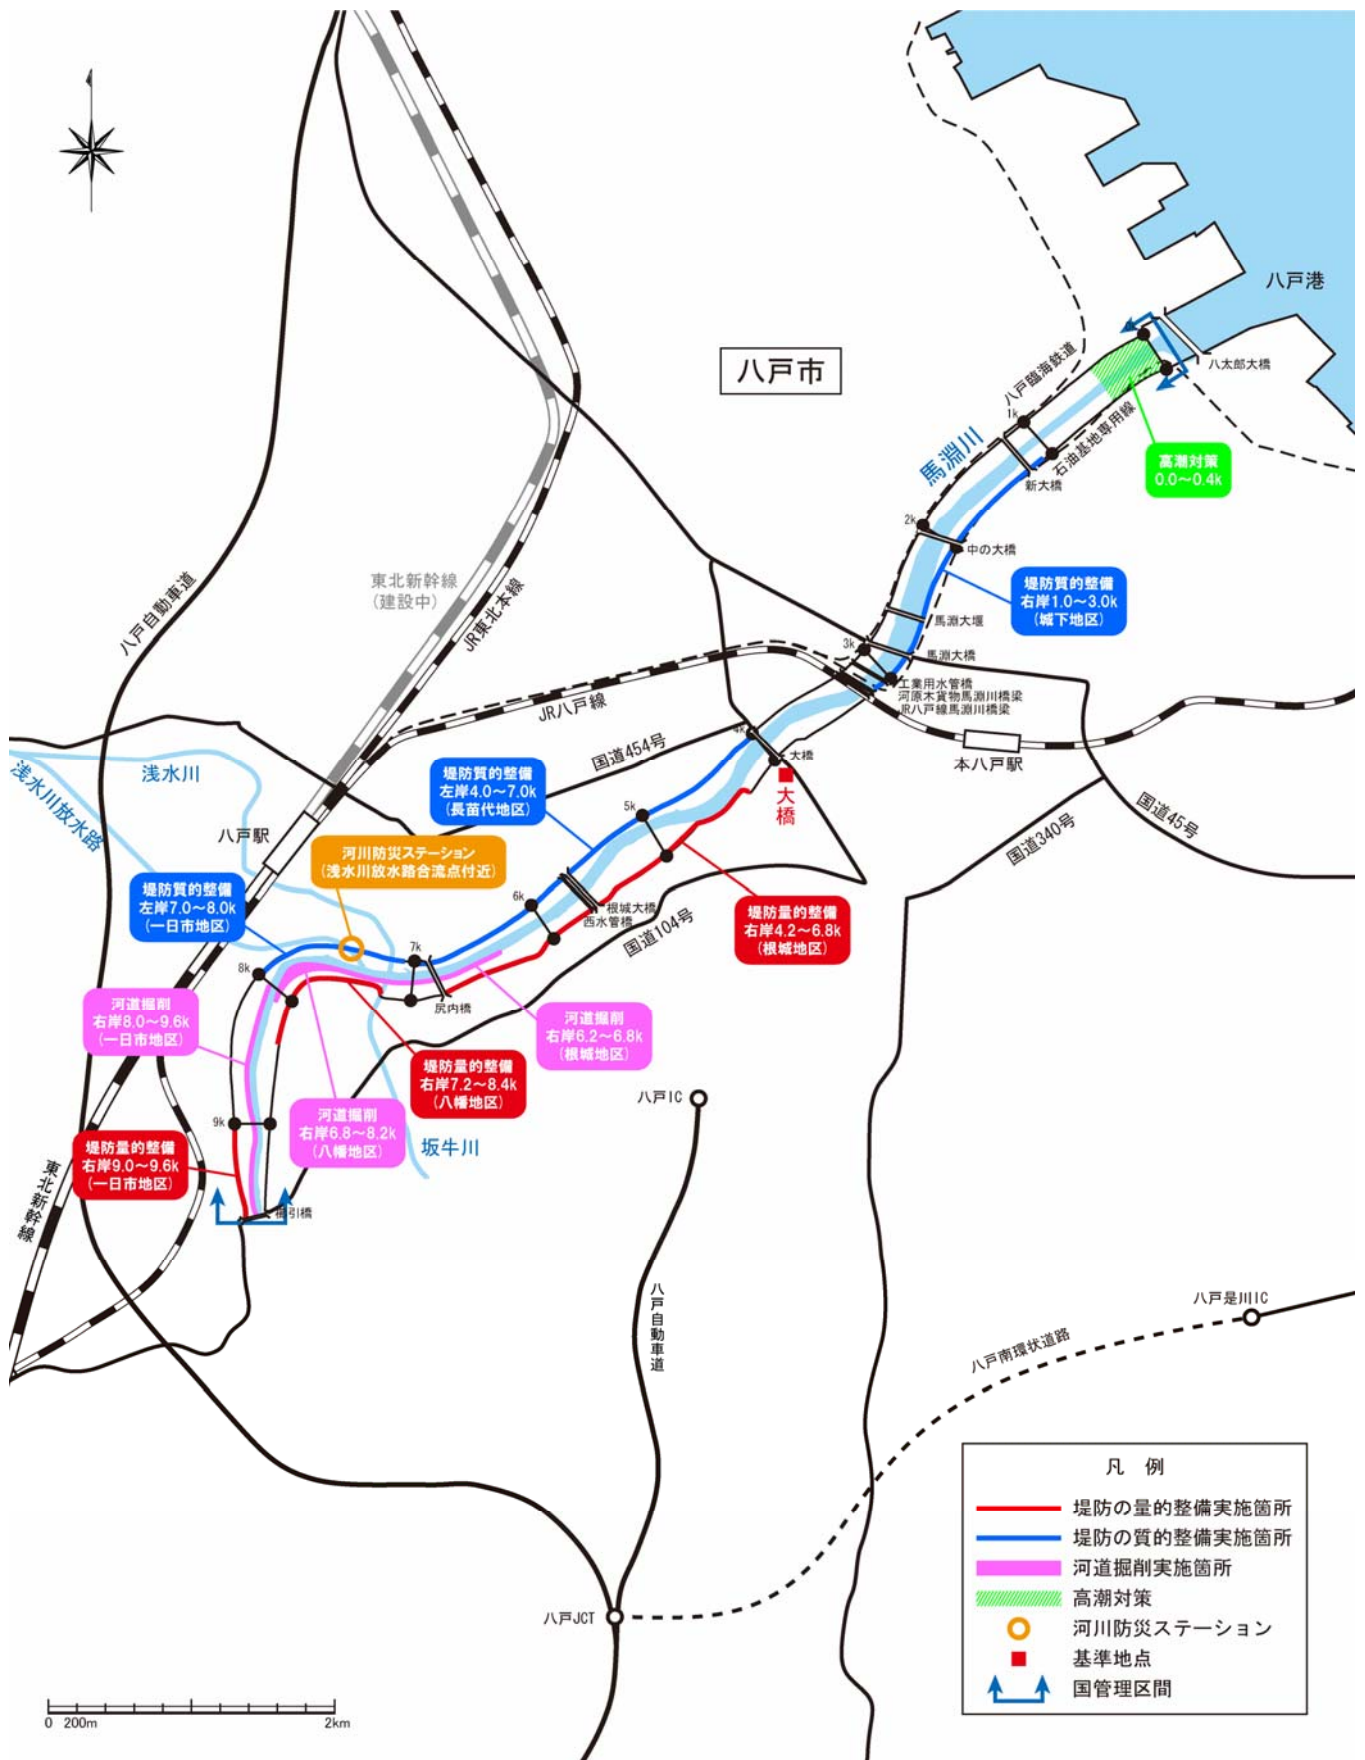 八戸港
八戸市
八太郎大橋
八戸臨海鉄道
1k
石油基地専用線
馬淵川
高潮対策
0.0～0.4k
新大橋
2k
中の大橋
東北新幹線
(建設中)
JR東北本線
八戸自動車道
堤防質的整備
右岸1.0～3.0k
(城下地区)
馬淵大堰
3k
馬淵大橋
工業用水管橋
河原木貨物馬淵川橋梁
JR八戸線馬淵川橋梁
JR八戸線
4k
大橋
本八戸駅
国道454号
浅水川
浅水川放水路
堤防質的整備
左岸4.0～7.0k
(長苗代地区)
大橋
国道45号
国道340号
5k
八戸駅
河川防災ステーション
(浅水川放水路合流点付近)
堤防質的整備
左岸7.0～8.0k
(一日市地区)
6k
根城大橋
西水管橋
国道104号
堤防量的整備
右岸4.2～6.8k
(根城地区)
7k
8k
尻内橋
河道掘削
右岸8.0～9.6k
(一日市地区)
河道掘削
右岸6.2～6.8k
(根城地区)
堤防量的整備
右岸7.2～8.4k
(八幡地区)
八戸IC
9k
河道掘削
右岸6.8～8.2k
(八幡地区)
坂牛川
堤防量的整備
右岸9.0～9.6k
(一日市地区)
東北新幹線
櫛引橋
八戸自動車道
八戸是川IC
八戸南環状道路
八戸JCT
凡 例
堤防の量的整備実施箇所
堤防の質的整備実施箇所
河道掘削実施箇所
高潮対策
河川防災ステーション
基準地点
国管理区間
0 200m 2km